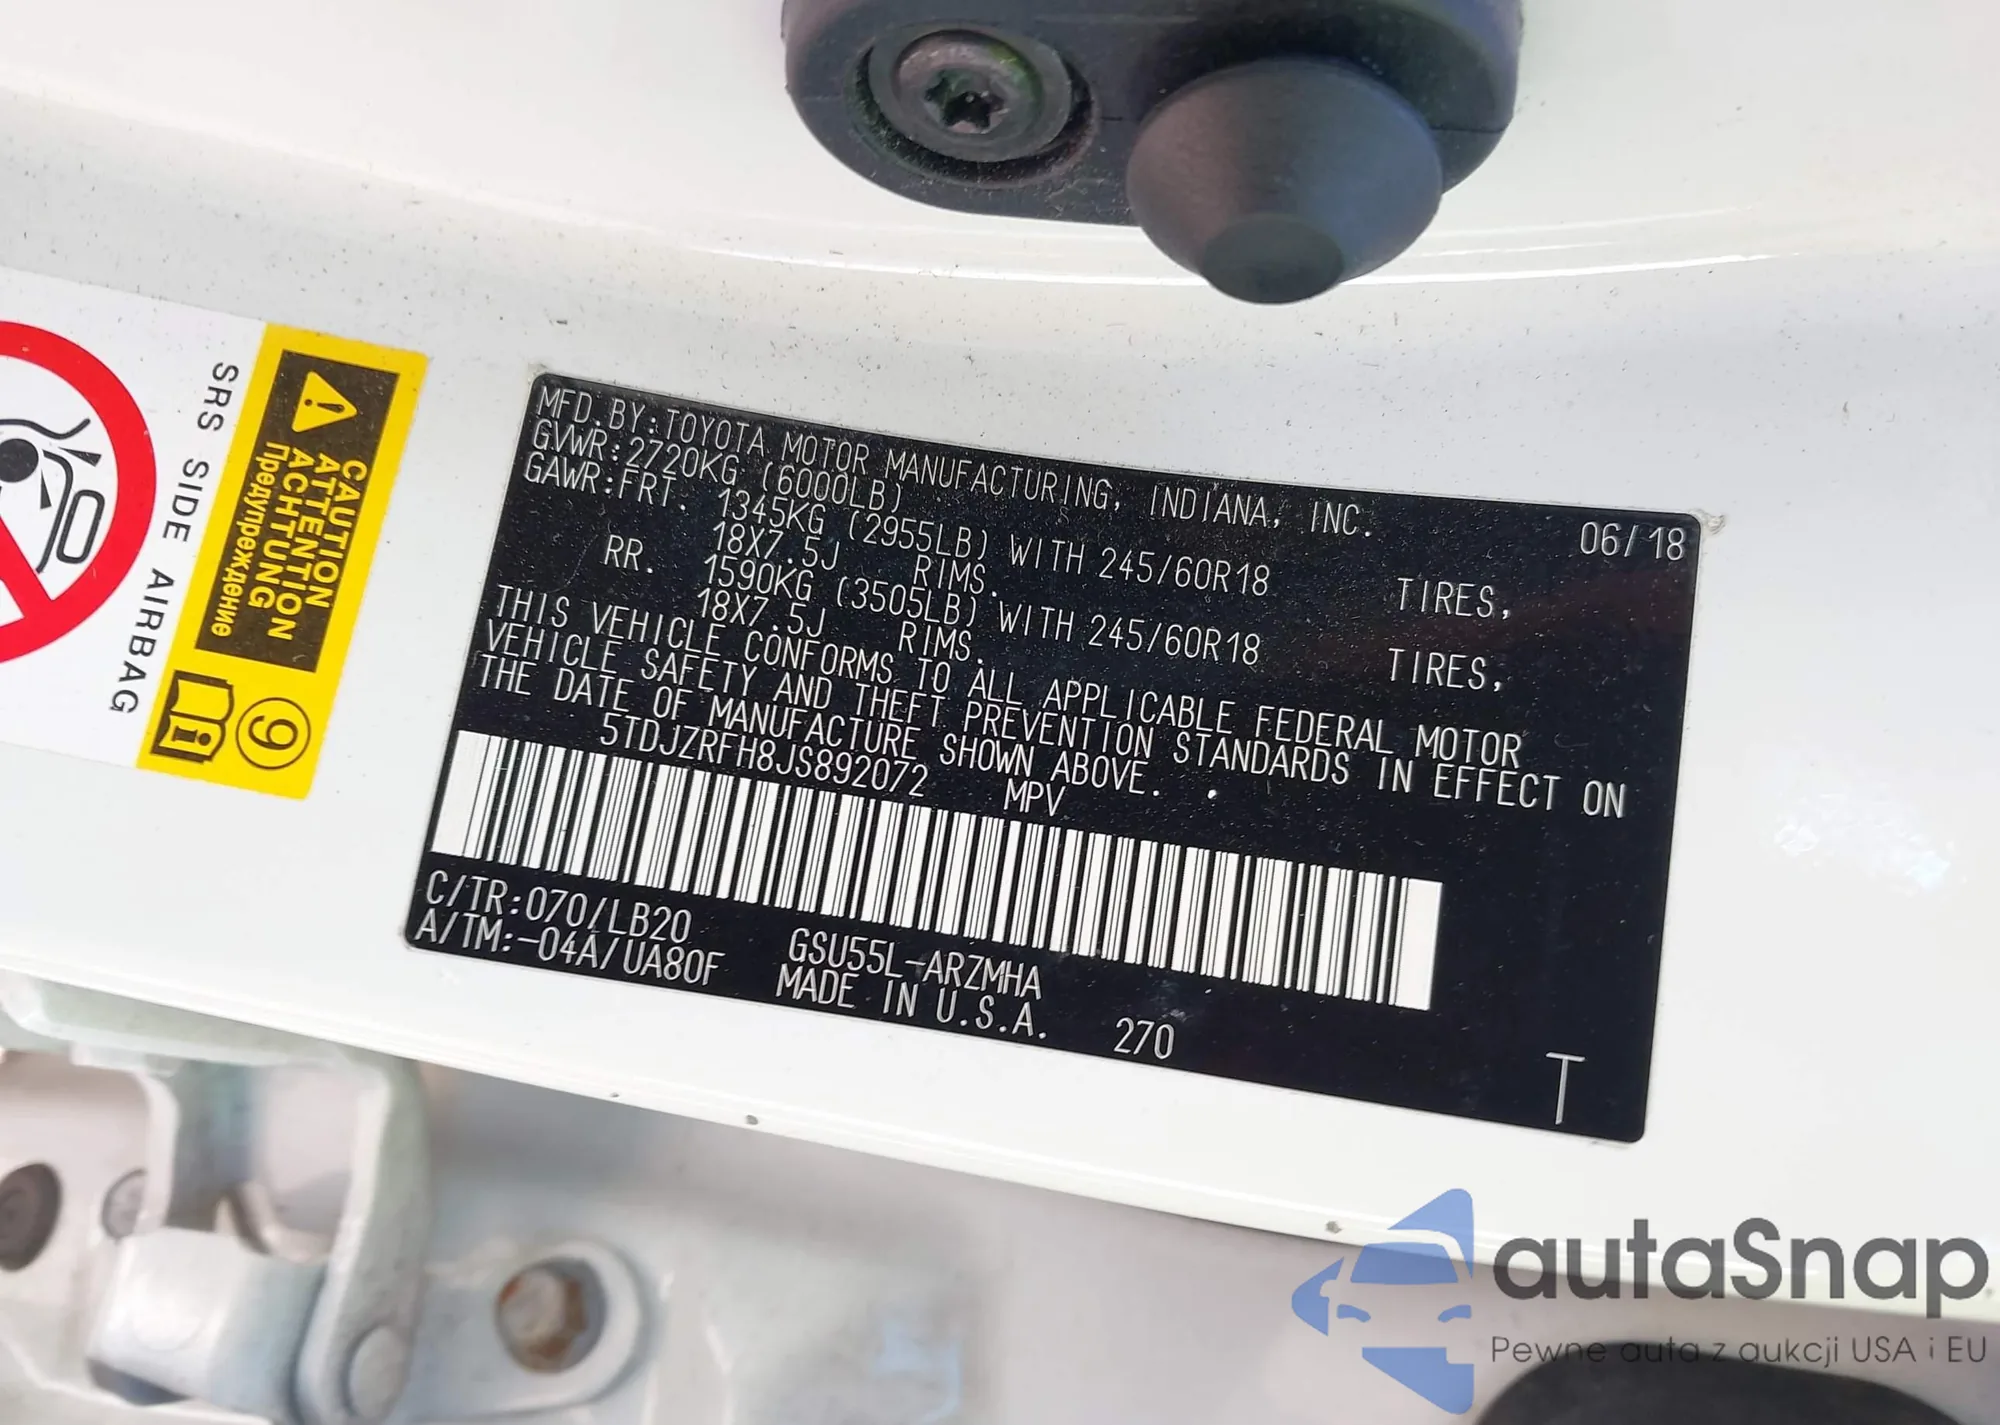 SRS SIDE AIRBAG
CAUTION
ATTENTION
ACHTUNG
Предупреждение
9
MFD. BY: TOYOTA MOTOR MANUFACTURING, INDIANA, INC. 06/18
GVWR: 2720KG (6000LB)
GAWR: FRT. 1345KG (2955LB) WITH 245/60R18 TIRES,
18X7.5J RIMS.
RR. 1590KG (3505LB) WITH 245/60R18 TIRES,
18X7.5J RIMS.
THIS VEHICLE CONFORMS TO ALL APPLICABLE FEDERAL MOTOR
VEHICLE SAFETY AND THEFT PREVENTION STANDARDS IN EFFECT ON
THE DATE OF MANUFACTURE SHOWN ABOVE.
5TDJZRFH8JS892072 MPV
C/TR: 070/LB20 GSU55L-ARZMHA
A/TM: -04A/UA80F MADE IN U.S.A. 270
T
autaSnap
Pewne auta z aukcji USA i EU